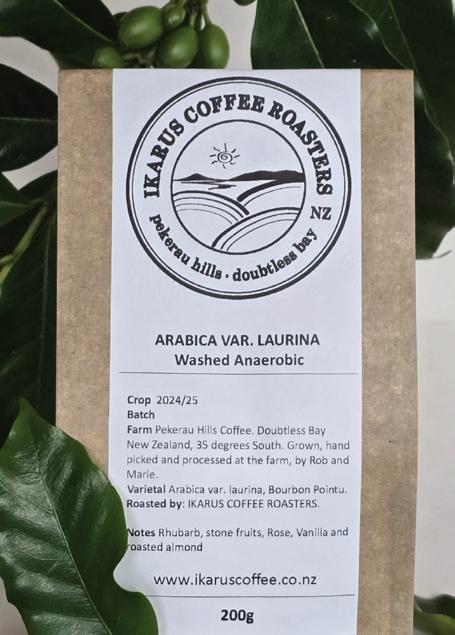 IKARUS COFFEE ROASTERS
NZ
pekerau hills · doubtless bay
ARABICA VAR. LAURINA
Washed Anaerobic
Crop 2024/25
Batch
Farm Pekerau Hills Coffee. Doubtless Bay
New Zealand, 35 degrees South. Grown, hand
picked and processed at the farm, by Rob and
Marie.
Varietal Arabica var. laurina, Bourbon Pointu.
Roasted by: IKARUS COFFEE ROASTERS.
Notes Rhubarb, stone fruits, Rose, Vanilla and
roasted almond
www.ikaruscoffee.co.nz
200g